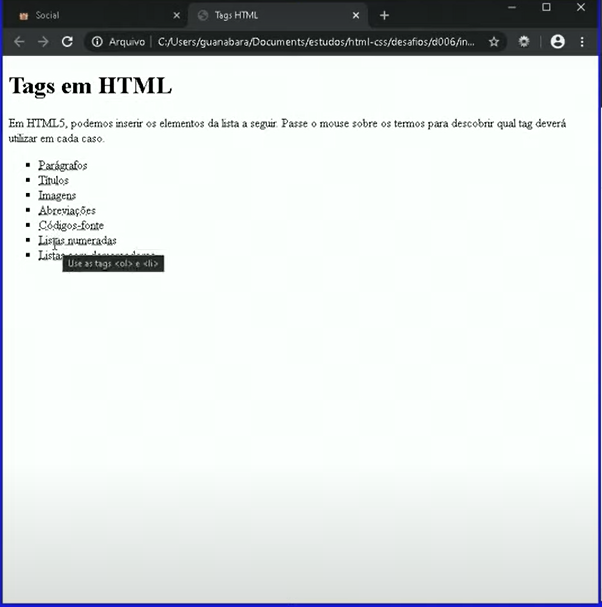 Social
Tags HTML
Arquivo | C:/Users/guanabara/Documents/estudos/html-css/desafios/d006/in...
Tags em HTML
Em HTML5, podemos inserir os elementos da lista a seguir. Passe o mouse sobre os termos para descobrir qual tag deverá
utilizar em cada caso.
Parágrafos
Títulos
Imagens
Abreviações
Códigos-fonte
Listas numeradas
Listas
Use as tags <ol> e <li>